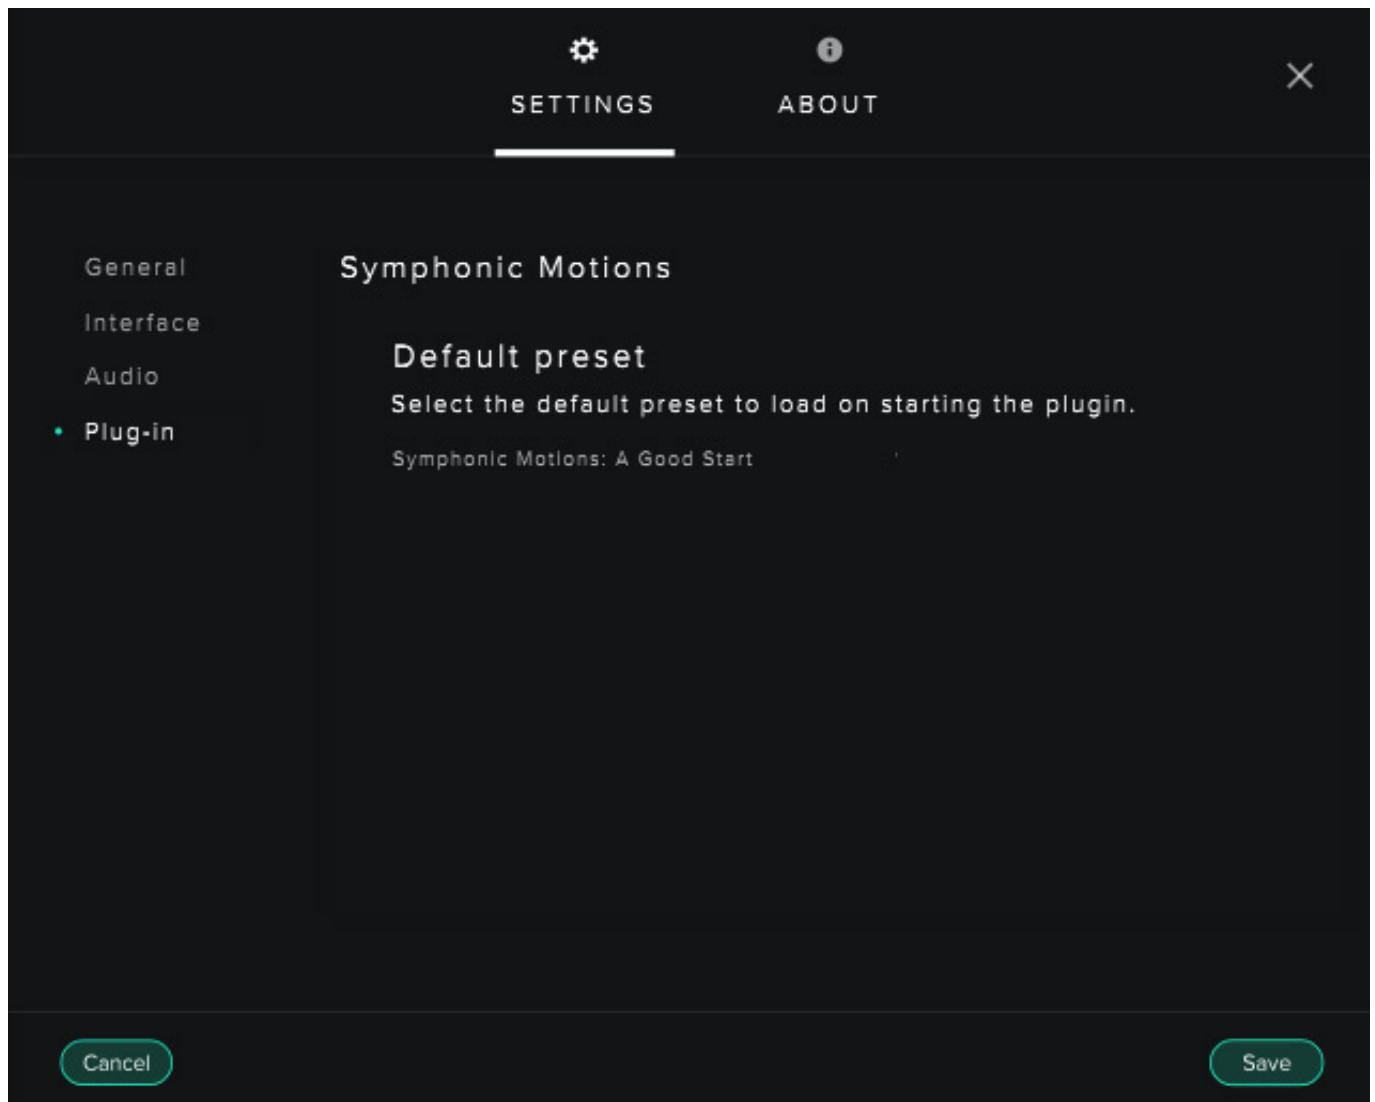 SETTINGS
ABOUT
General
Interface
Audio
Plug-in
Symphonic Motions
Default preset
Select the default preset to load on starting the plugin.
Symphonic Motions: A Good Start
Cancel
Save